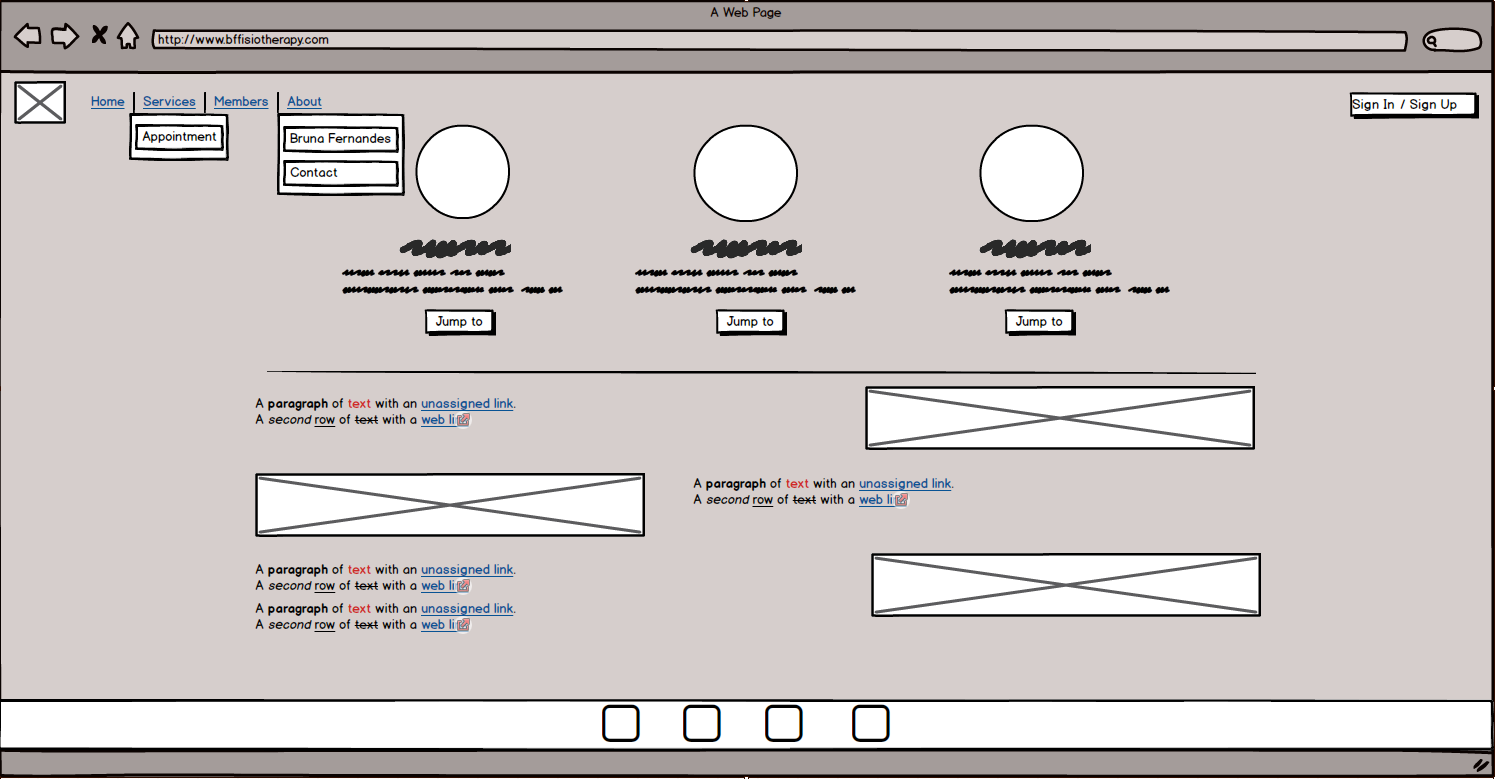 A Web Page
http://www.bffisiotherapy.com
Home Services Members About
Sign In / Sign Up
Appointment
Bruna Fernandes
Contact
Jump to Jump to Jump to
A paragraph of text with an unassigned link.
A second row of text with a web li
A paragraph of text with an unassigned link.
A second row of text with a web li
A paragraph of text with an unassigned link.
A second row of text with a web li
A paragraph of text with an unassigned link.
A second row of text with a web li